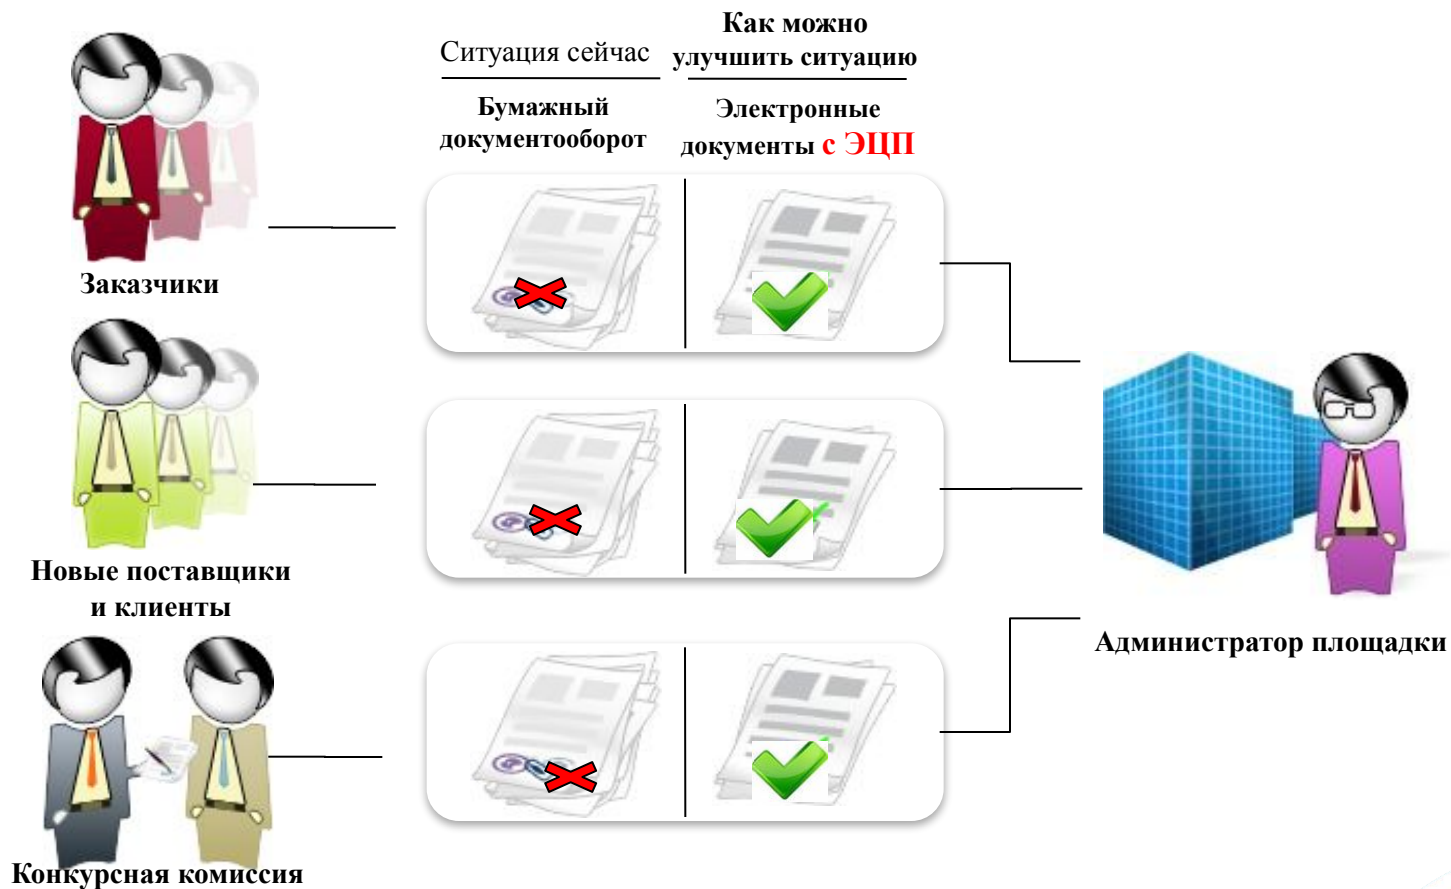 Ситуация сейчас
Как можно
улучшить ситуацию
Бумажный
документооборот
Электронные
документы с ЭЦП
Заказчики
Новые поставщики
и клиенты
Конкурсная комиссия
Администратор площадки